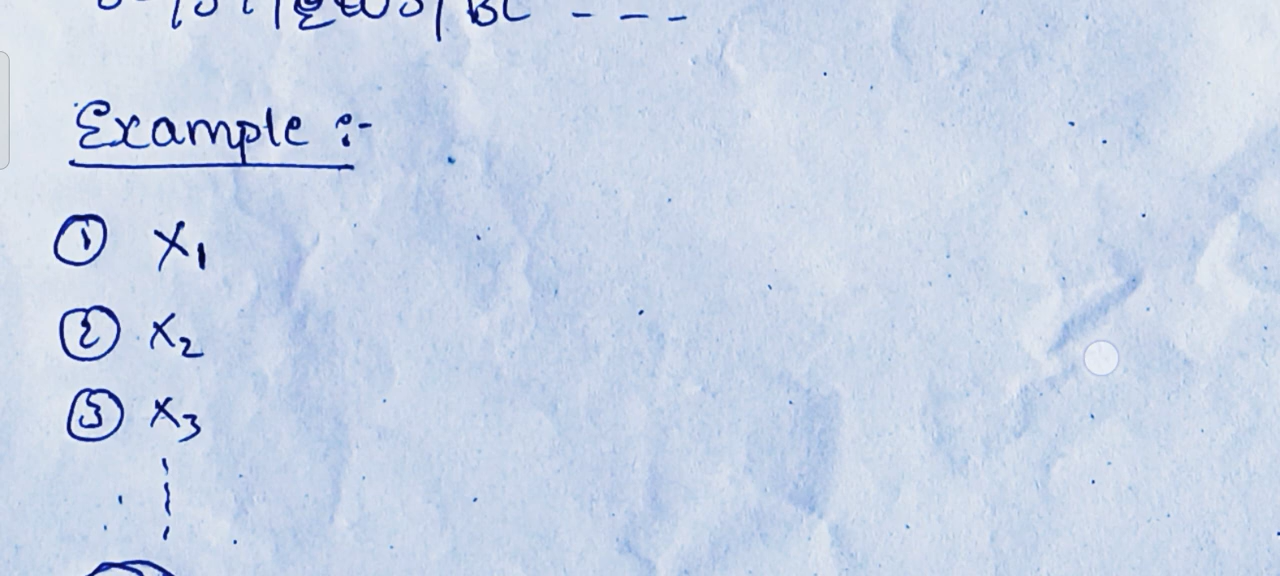 Example :-
① X₁
② X₂
③ X₃